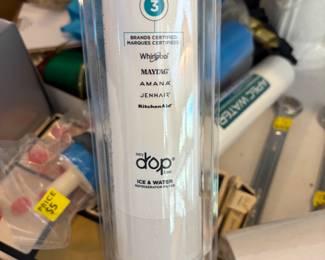 3
BRANDS CERTIFIED
MARQUES CERTIFIÉES
Whirlpool
MAYTAG
AMANA
JENNAIR
KitchenAid
every
drop
ICE & WATER
REFRIGERATOR FILTER
PRICE
$5
FABRIC WATER